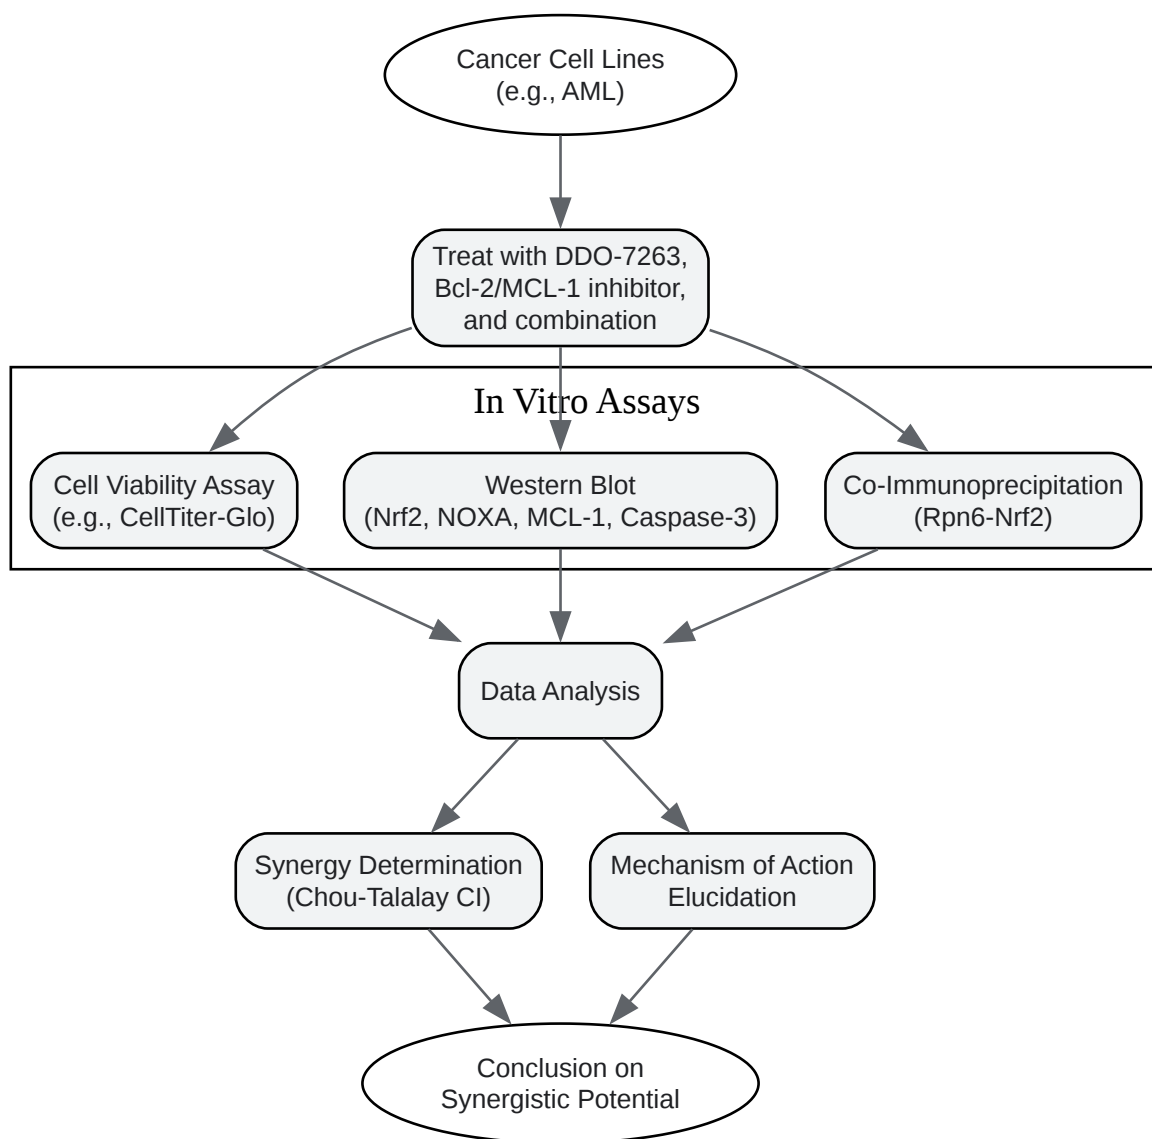 Cancer Cell Lines
(e.g., AML)
Treat with DDO-7263,
Bcl-2/MCL-1 inhibitor,
and combination
In Vitro Assays
Cell Viability Assay
(e.g., CellTiter-Glo)
Western Blot
(Nrf2, NOXA, MCL-1, Caspase-3)
Co-Immunoprecipitation
(Rpn6-Nrf2)
Data Analysis
Synergy Determination
(Chou-Talalay CI)
Mechanism of Action
Elucidation
Conclusion on
Synergistic Potential